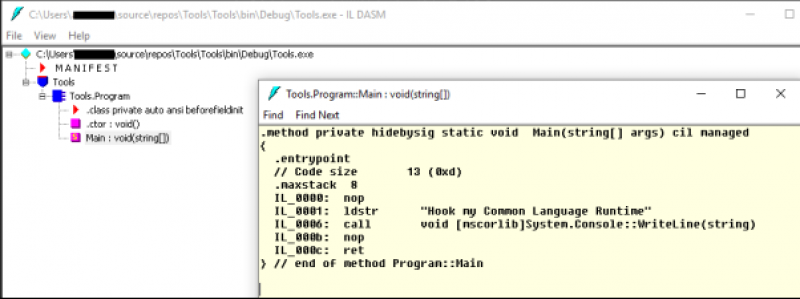 C:\Users\ \source\repos\Tools\Tools\bin\Debug\Tools.exe - IL DASM
File View Help
C:\Users\ \source\repos\Tools\Tools\bin\Debug\Tools.exe
M A N I F E S T
Tools
Tools.Program
.class private auto ansi beforefieldinit
.ctor : void()
Main : void(string[])
Tools.Program::Main : void(string[])
Find Find Next
.method private hidebysig static void Main(string[] args) cil managed
{
.entrypoint
// Code size 13 (0xd)
.maxstack 8
IL_0000: nop
IL_0001: ldstr "Hook my Common Language Runtime"
IL_0006: call void [mscorlib]System.Console::WriteLine(string)
IL_000b: nop
IL_000c: ret
} // end of method Program::Main